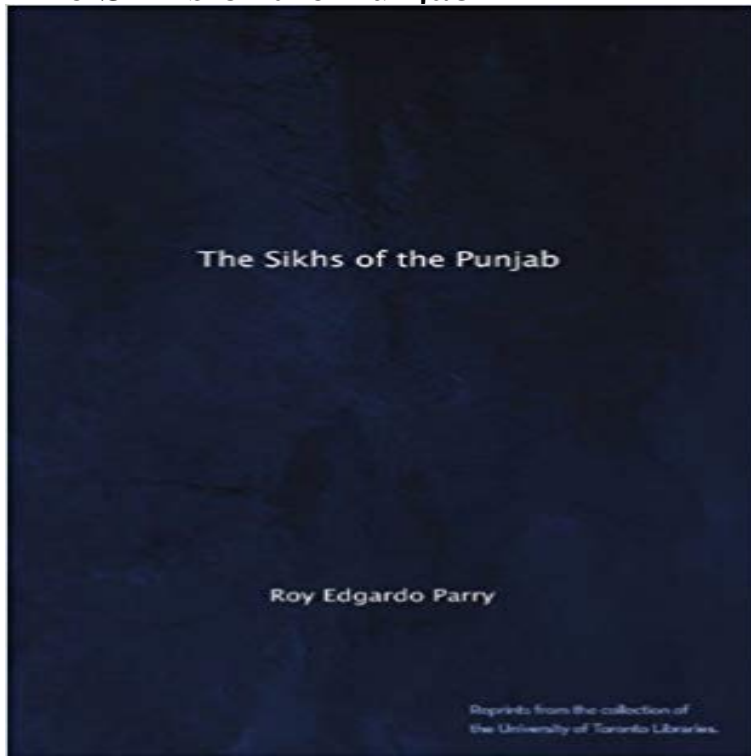 The Sikhs of the Punjab
Roy Edgardo Parry
Reprints from the collection of
the University of Toronto Libraries.